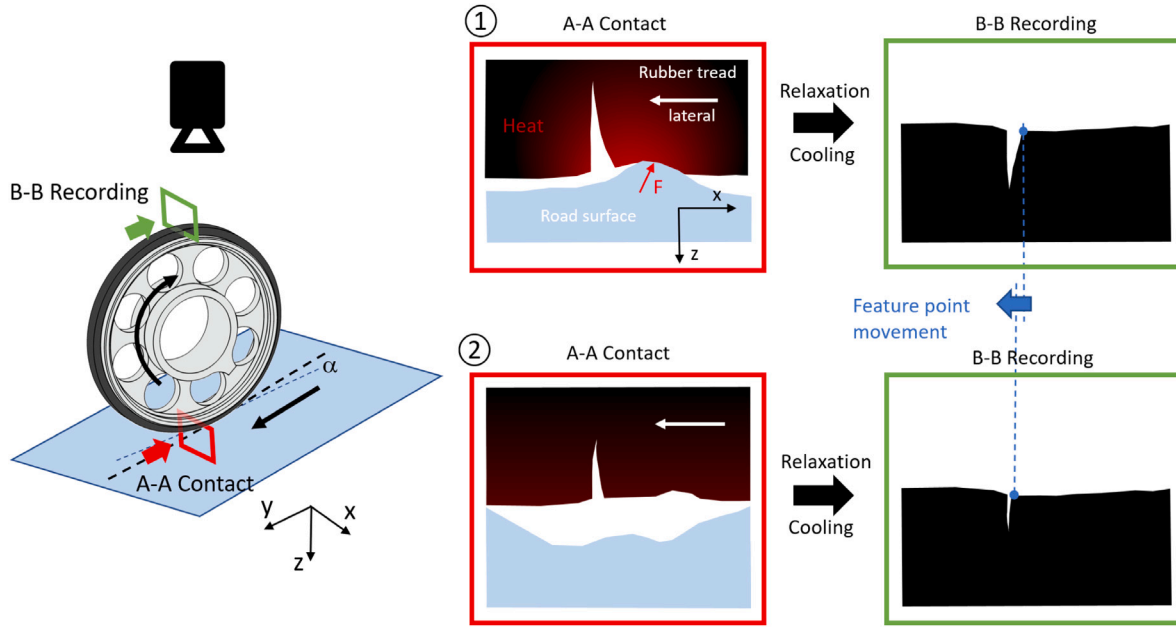 B-B Recording
α
A-A Contact
y
x
z
①
A-A Contact
Rubber tread
lateral
Heat
F
Road surface
x
z
Relaxation
Cooling
B-B Recording
Feature point
movement
②
A-A Contact
Relaxation
Cooling
B-B Recording